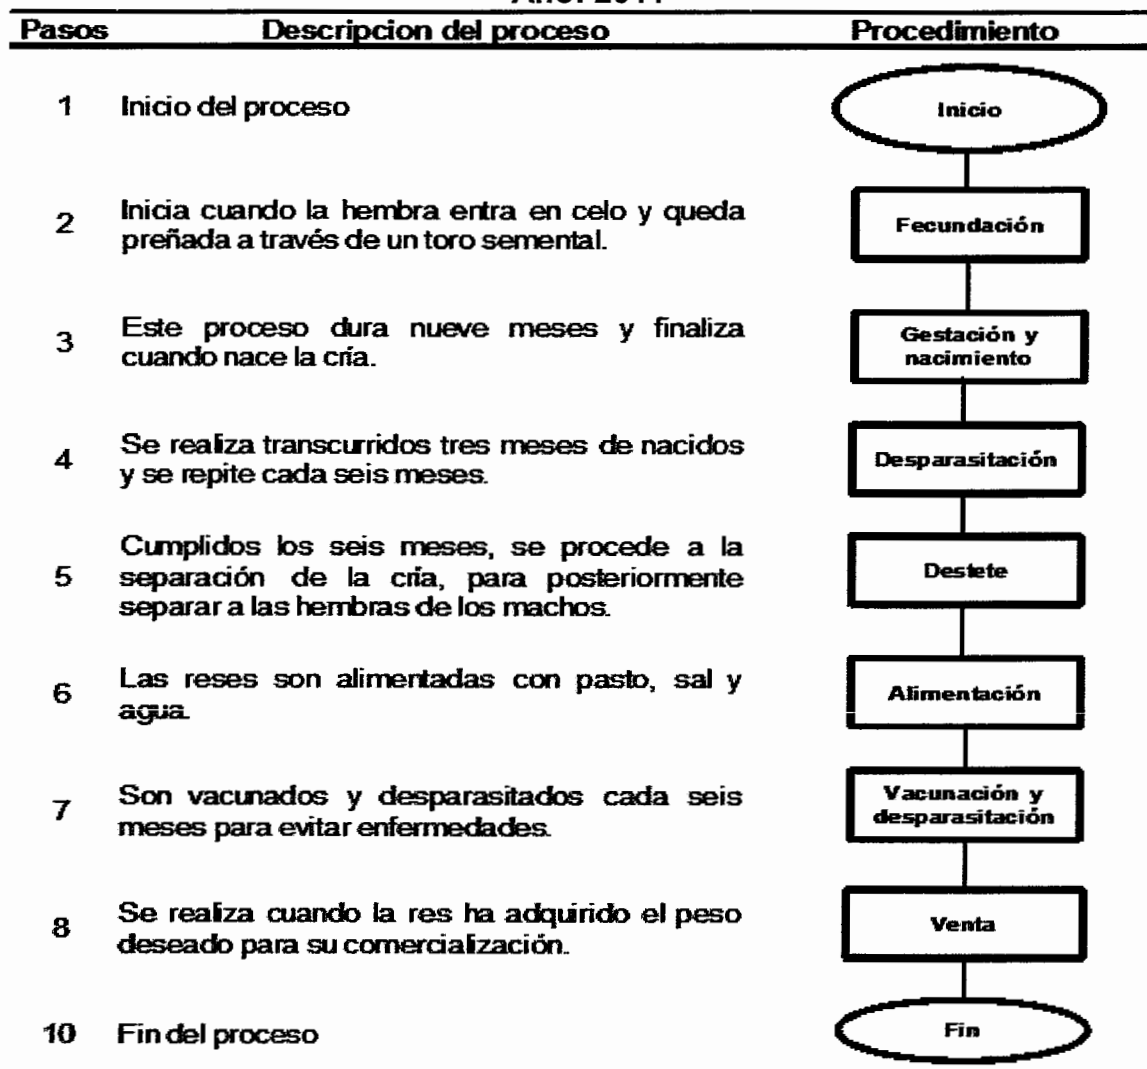 Pasos Descripcion del proceso Procedimiento
1 Inicio del proceso Inicio
2 Inicia cuando la hembra entra en celo y queda
preñada a través de un toro semental.
Fecundación
3 Este proceso dura nueve meses y finaliza
cuando nace la cría.
Gestación y
nacimiento
4 Se realiza transcurridos tres meses de nacidos
y se repite cada seis meses.
Desparasitación
5 Cumplidos los seis meses, se procede a la
separación de la cría, para posteriormente
separar a las hembras de los machos.
Destete
6 Las reses son alimentadas con pasto, sal y
agua.
Alimentación
7 Son vacunados y desparasitados cada seis
meses para evitar enfermedades.
Vacunación y
desparasitación
8 Se realiza cuando la res ha adquirido el peso
deseado para su comercialización.
Venta
10 Fin del proceso Fin